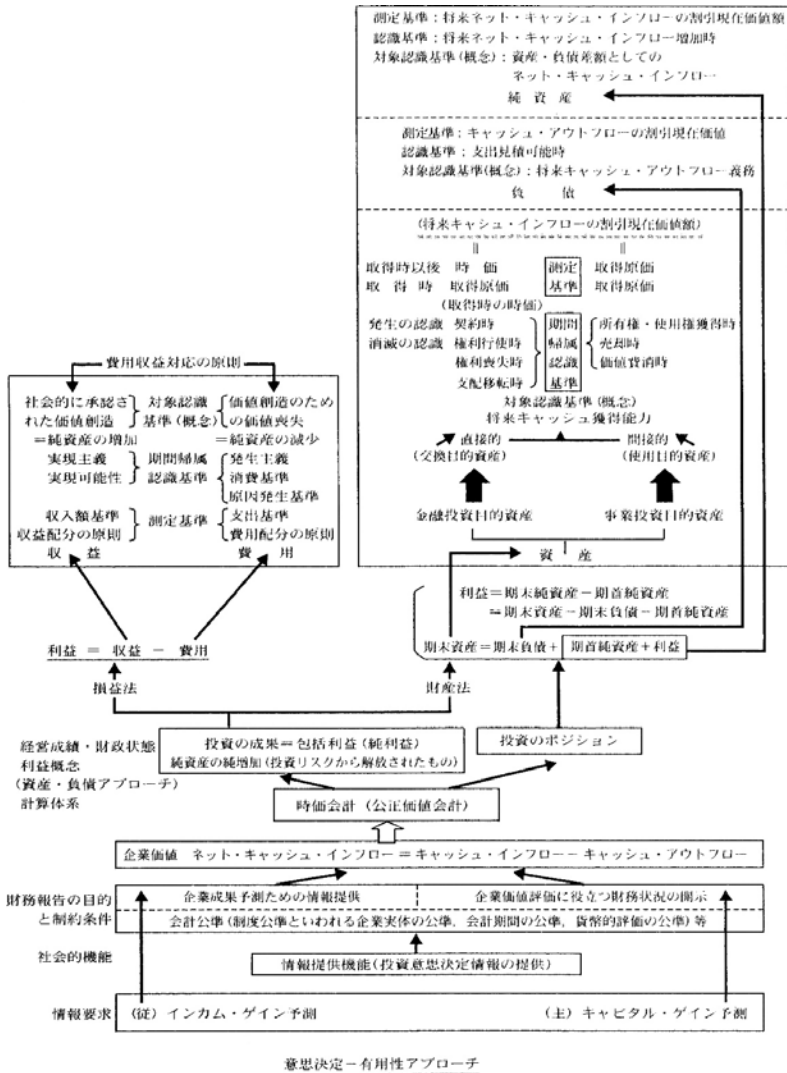 測定基準：将来ネット・キャッシュ・インフローの割引現在価値額
認識基準：将来ネット・キャッシュ・インフロー増加時
対象認識基準(概念)：資産・負債差額としての
ネット・キャッシュ・インフロー
純資産
測定基準：キャッシュ・アウトフローの割引現在価値
認識基準：支出見積可能時
対象認識基準(概念)：将来キャッシュ・アウトフロー義務
負債
(将来キャシュ・インフローの割引現在価値額)
取得時以後 時価 測定 取得原価
取得時 取得原価 基準 取得原価
(取得時の時価)
発生の認識 契約時 期間 所有権・使用権獲得時
消滅の認識 権利行使時 帰属 売却時
権利喪失時 認識 価値費消時
支配移転時 基準
対象認識基準(概念)
将来キャッシュ獲得能力
直接的 間接的
(交換目的資産) (使用目的資産)
金融投資目的資産 事業投資目的資産
資産
費用収益対応の原則
社会的に承認さ 対象認識 価値創造のため
れた価値創造 基準(概念) の価値喪失
＝純資産の増加 ＝純資産の減少
実現主義 期間帰属 発生主義
実現可能性 認識基準 消費基準
原因発生基準
収入額基準 測定基準 支出基準
収益配分の原則 費用配分の原則
収益 費用
利益＝期末純資産－期首純資産
＝期末資産－期末負債－期首純資産
利益 ＝ 収益 － 費用
期末資産＝期末負債＋期首純資産＋利益
損益法 財産法
経営成績・財政状態
利益概念
(資産・負債アプローチ)
計算体系
投資の成果＝包括利益(純利益)
純資産の純増加(投資リスクから解放されたもの)
投資のポジション
時価会計（公正価値会計）
企業価値 ネット・キャッシュ・インフロー＝キャッシュ・インフロー－キャッシュ・アウトフロー
財務報告の目的
と制約条件
企業成果予測ための情報提供 企業価値評価に役立つ財務状況の開示
会計公準(制度公準といわれる企業実体の公準，会計期間の公準，貨幣的評価の公準)等
社会的機能
情報提供機能(投資意思決定情報の提供)
情報要求 (従) インカム・ゲイン予測 (主) キャピタル・ゲイン予測
意思決定－有用性アプローチ